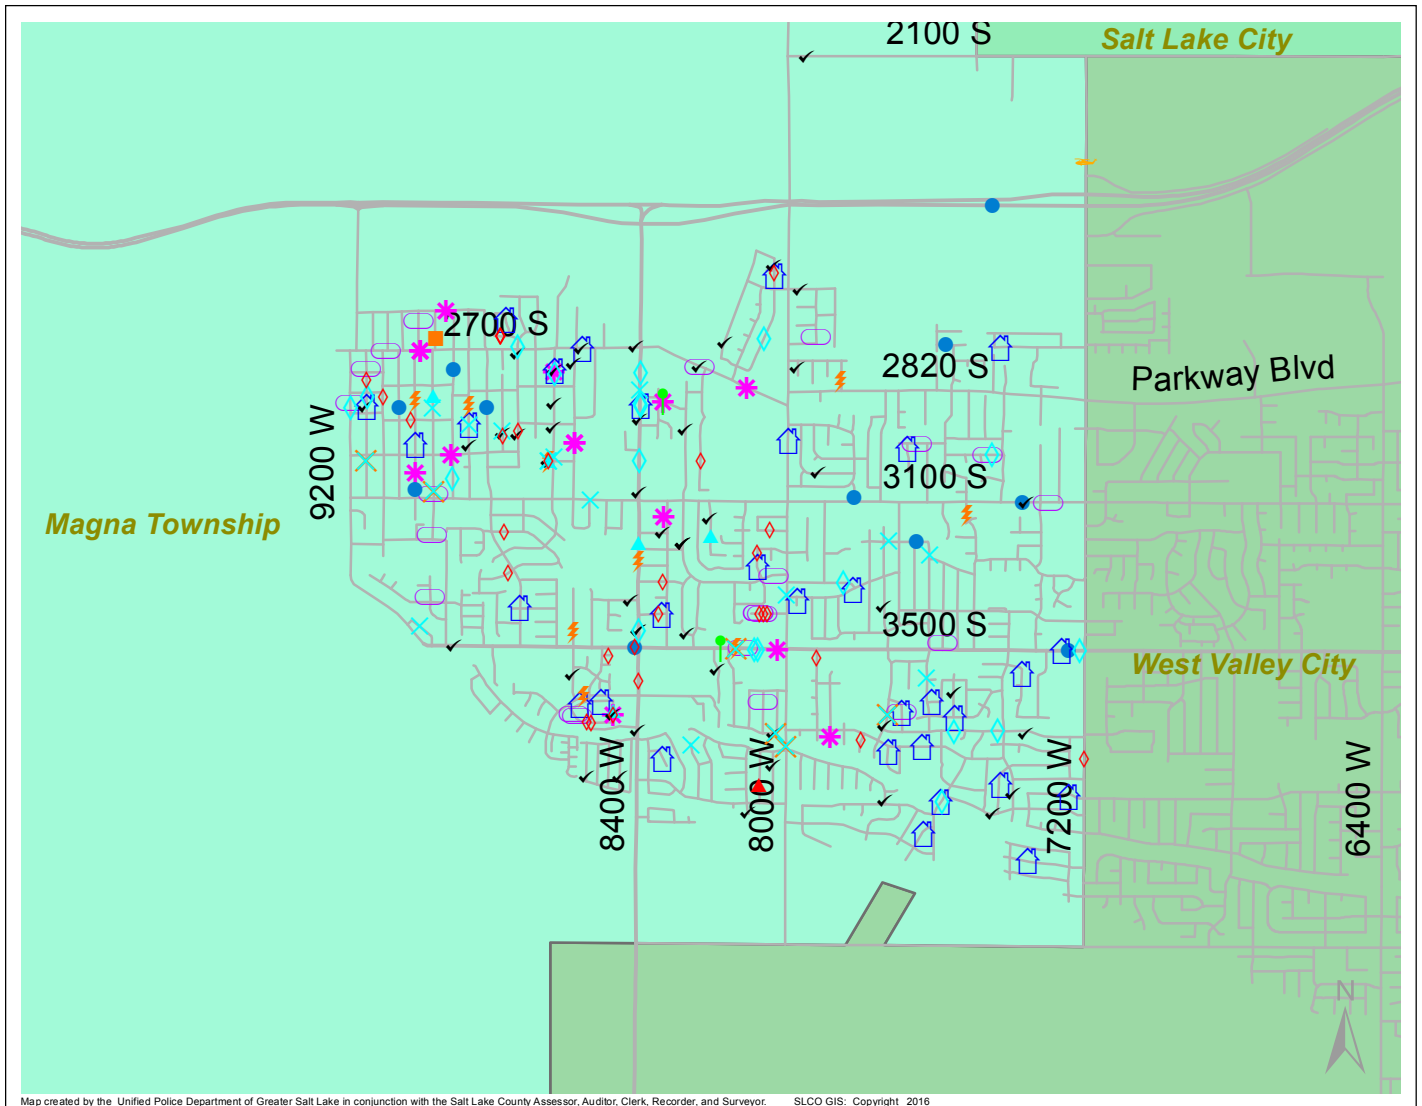 2100 S
Salt Lake City
2700 S
2820 S
Parkway Blvd
9200 W
3100 S
Magna Township
3500 S
West Valley City
8400 W
8000 W
7200 W
6400 W
N
Map created by the Unified Police Department of Greater Salt Lake in conjunction with the Salt Lake County Assessor, Auditor, Clerk, Recorder, and Surveyor. SLCO GIS: Copyright 2016